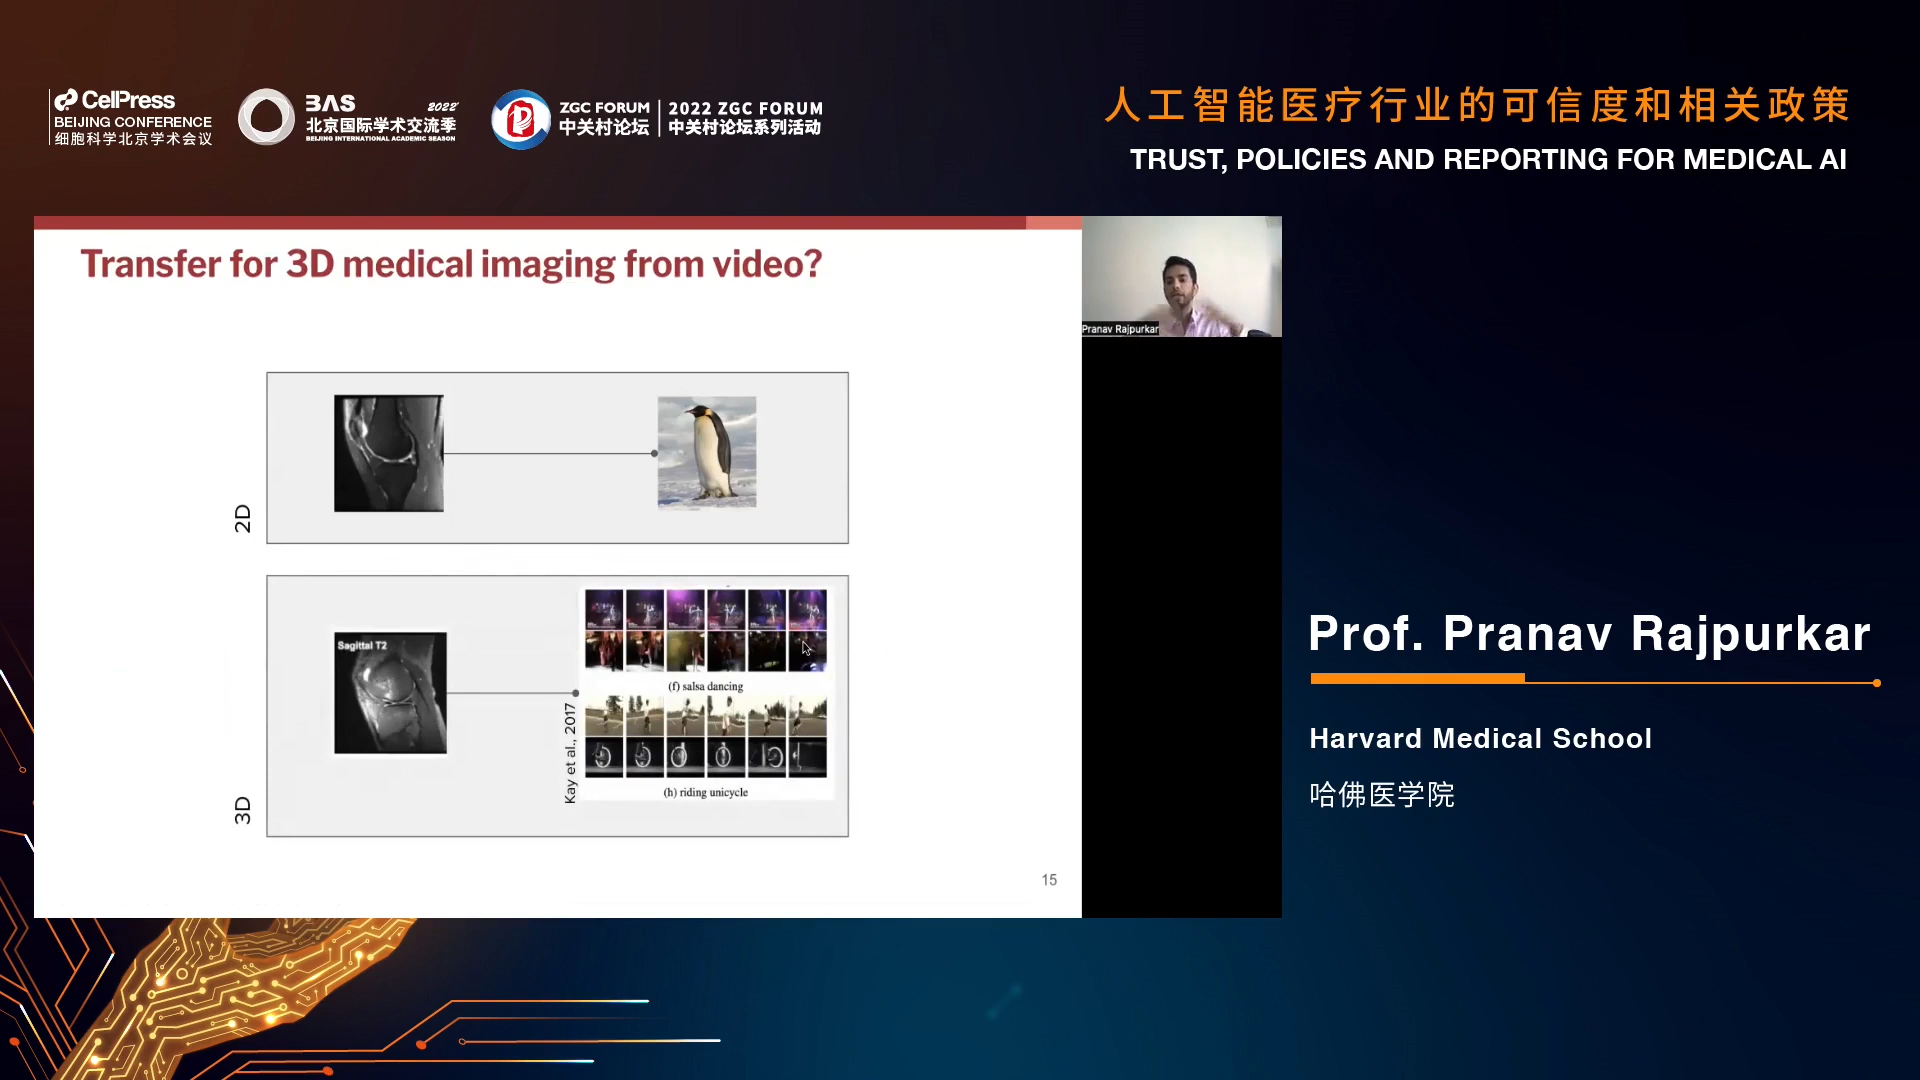 CellPress
BEIJING CONFERENCE
细胞科学北京学术会议
BAS 2022
北京国际学术交流季
BEIJING INTERNATIONAL ACADEMIC SEASON
ZGC FORUM
中关村论坛
2022 ZGC FORUM
中关村论坛系列活动
人工智能医疗行业的可信度和相关政策
TRUST, POLICIES AND REPORTING FOR MEDICAL AI
Transfer for 3D medical imaging from video?
Pranav Rajpurkar
2D
Sagittal T2
(f) salsa dancing
Kay et al., 2017
(h) riding unicycle
3D
15
Prof. Pranav Rajpurkar
Harvard Medical School
哈佛医学院